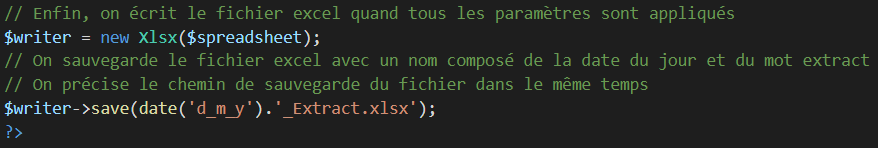 // Enfin, on écrit le fichier excel quand tous les paramètres sont appliqués
$writer = new Xlsx($spreadsheet);
// On sauvegarde le fichier excel avec un nom composé de la date du jour et du mot extract
// On précise le chemin de sauvegarde du fichier dans le même temps
$writer->save(date('d_m_y').'_Extract.xlsx');
?>